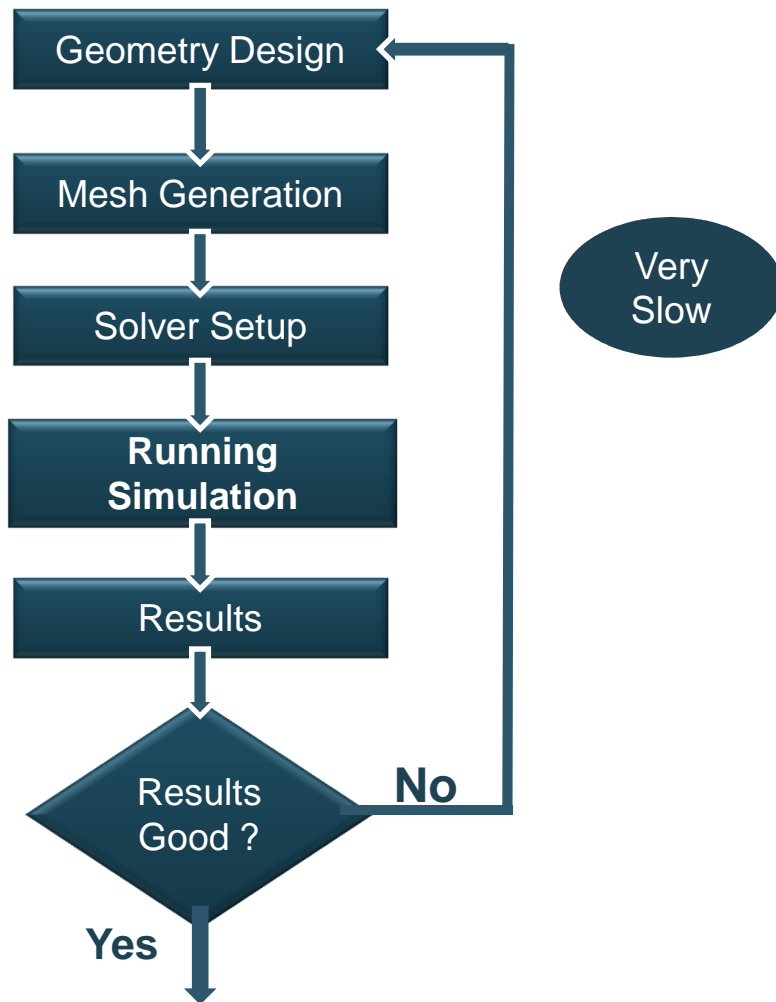 Geometry Design
Mesh Generation
Very
Slow
Solver Setup
Running
Simulation
Results
Results
Good ?
No
Yes